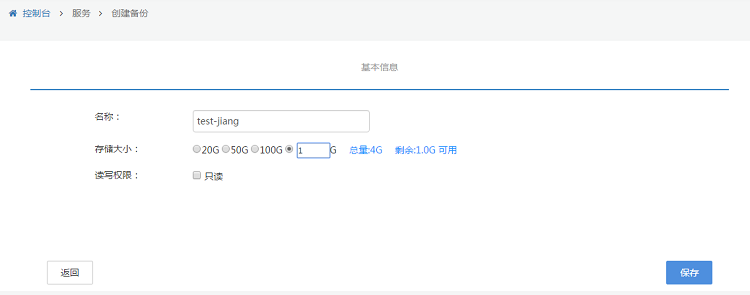 控制台 > 服务 > 创建备份
基本信息
名称： test-jiang
存储大小： 20G 50G 100G 1 G 总量:4G 剩余:1.0G 可用
读写权限： 只读
返回 保存